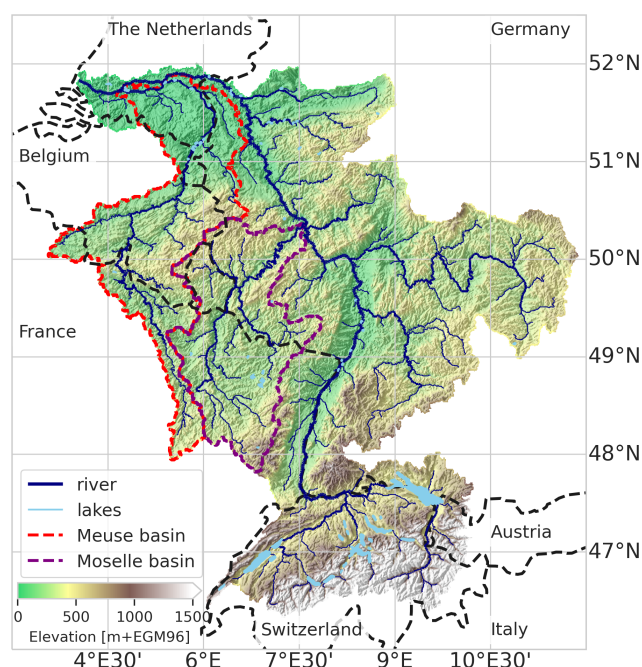 The Netherlands
Germany
52°N
Belgium
51°N
50°N
France
49°N
48°N
river
lakes
Meuse basin
Moselle basin
Austria
47°N
0 500 1000 1500
Elevation [m+EGM96]
Switzerland
Italy
4°E30' 6°E 7°E30' 9°E 10°E30'